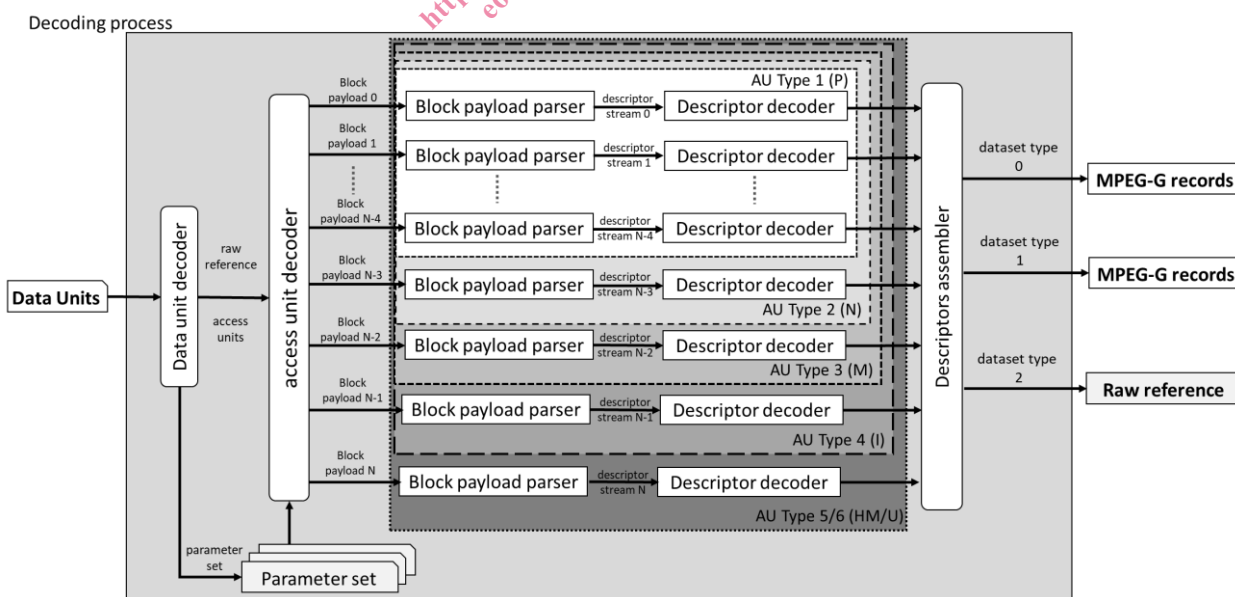 http
eo
Decoding process
AU Type 1 (P)
Block
payload 0
Block payload parser
descriptor
stream 0
Descriptor decoder
Block
payload 1
Block payload parser
descriptor
stream 1
Descriptor decoder
dataset type
0
MPEG-G records
Block
payload N-4
Block payload parser
descriptor
stream N-4
Descriptor decoder
Data Units
Data unit decoder
raw
reference
access
units
access unit decoder
Block
payload N-3
Block payload parser
descriptor
stream N-3
Descriptor decoder
AU Type 2 (N)
Descriptors assembler
dataset type
1
MPEG-G records
Block
payload N-2
Block payload parser
descriptor
stream N-2
Descriptor decoder
AU Type 3 (M)
dataset type
2
Raw reference
Block
payload N-1
Block payload parser
descriptor
stream N-1
Descriptor decoder
AU Type 4 (I)
Block
payload N
Block payload parser
descriptor
stream N
Descriptor decoder
AU Type 5/6 (HM/U)
parameter
set
Parameter set